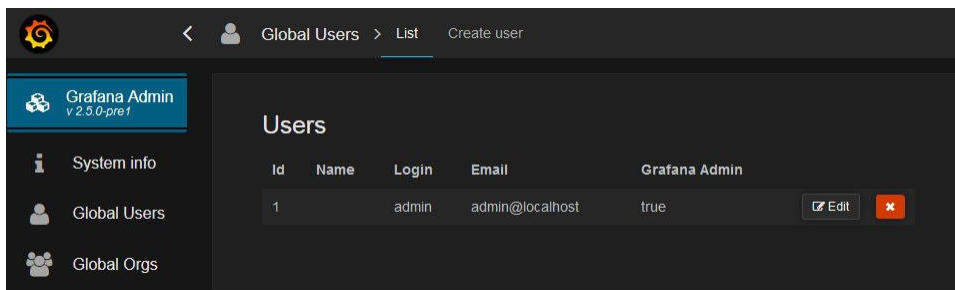 Global Users > List Create user
Grafana Admin
v 2.5.0-pre1
System info
Global Users
Global Orgs
Users
Id Name Login Email Grafana Admin
1 admin admin@localhost true Edit